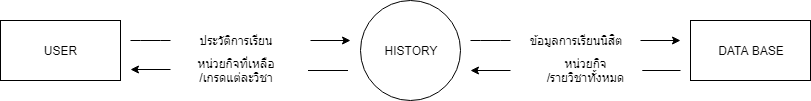 USER
ประวัติการเรียน
หน่วยกิจที่เหลือ
/เกรดแต่ละวิชา
HISTORY
ข้อมูลการเรียนนิสิต
หน่วยกิจ
/รายวิชาทั้งหมด
DATA BASE